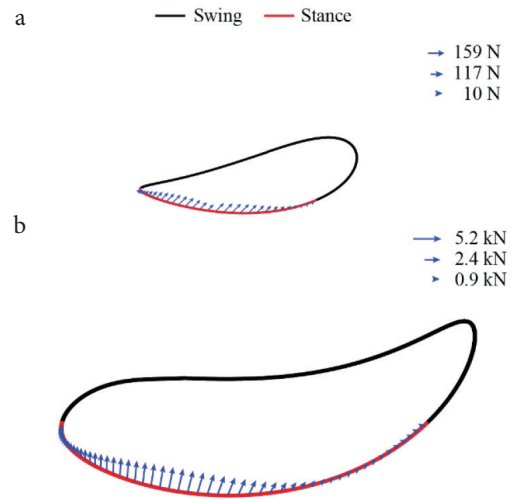 a
Swing Stance
159 N
117 N
10 N
b
5.2 kN
2.4 kN
0.9 kN